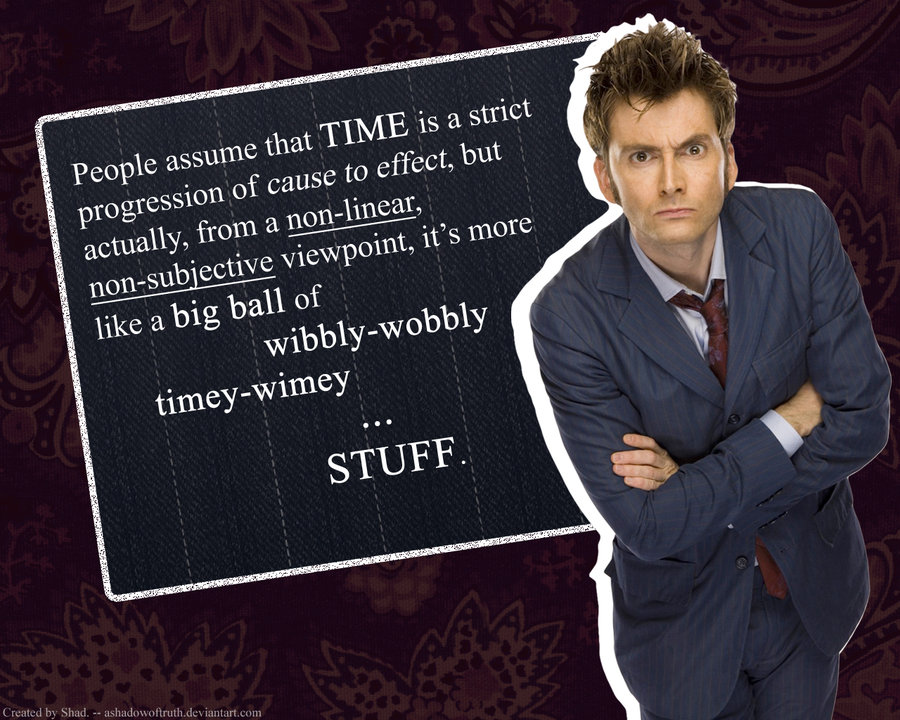 People assume that TIME is a strict
progression of cause to effect, but
actually, from a non-linear,
non-subjective viewpoint, it's more
like a big ball of
wibbly-wobbly
timey-wimey
...
STUFF.
Created by Shad. -- ashadowoftruth.deviantart.com